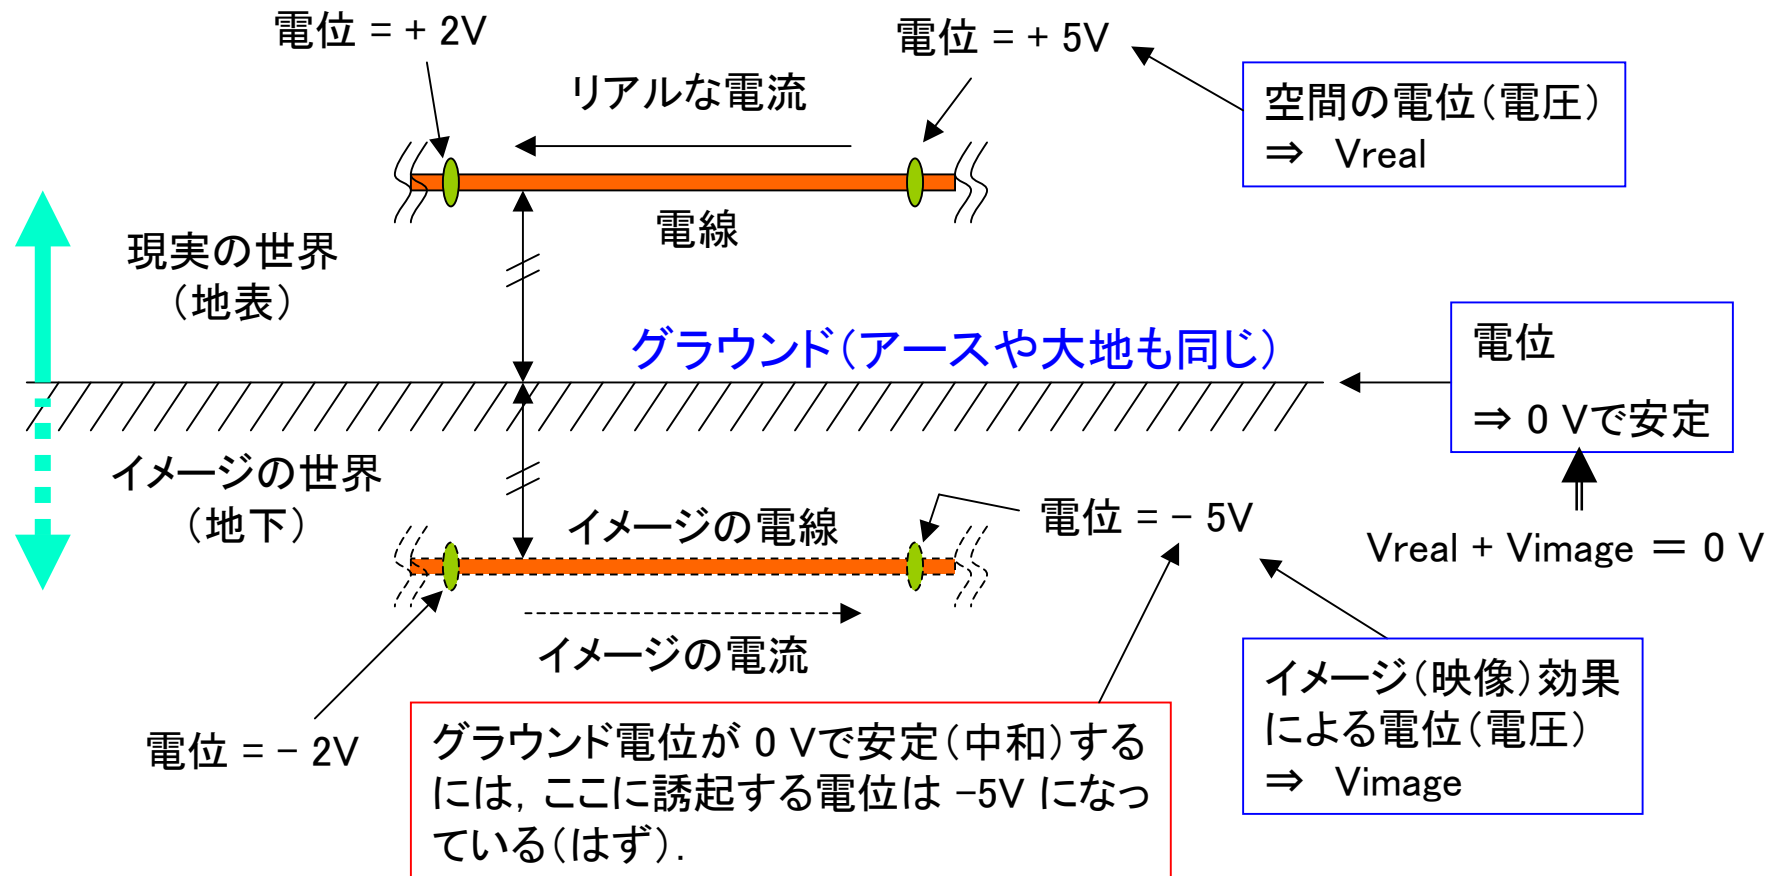 電位 = + 2V
電位 = + 5V
リアルな電流
空間の電位(電圧)
⇒ Vreal
電線
現実の世界
(地表)
グラウンド(アースや大地も同じ)
電位
⇒ 0 Vで安定
イメージの世界
(地下)
イメージの電線
電位 = − 5V
Vreal + Vimage = 0 V
イメージの電流
イメージ(映像)効果
による電位(電圧)
⇒ Vimage
電位 = − 2V
グラウンド電位が 0 Vで安定(中和)する
には, ここに誘起する電位は −5V になっ
ている(はず).